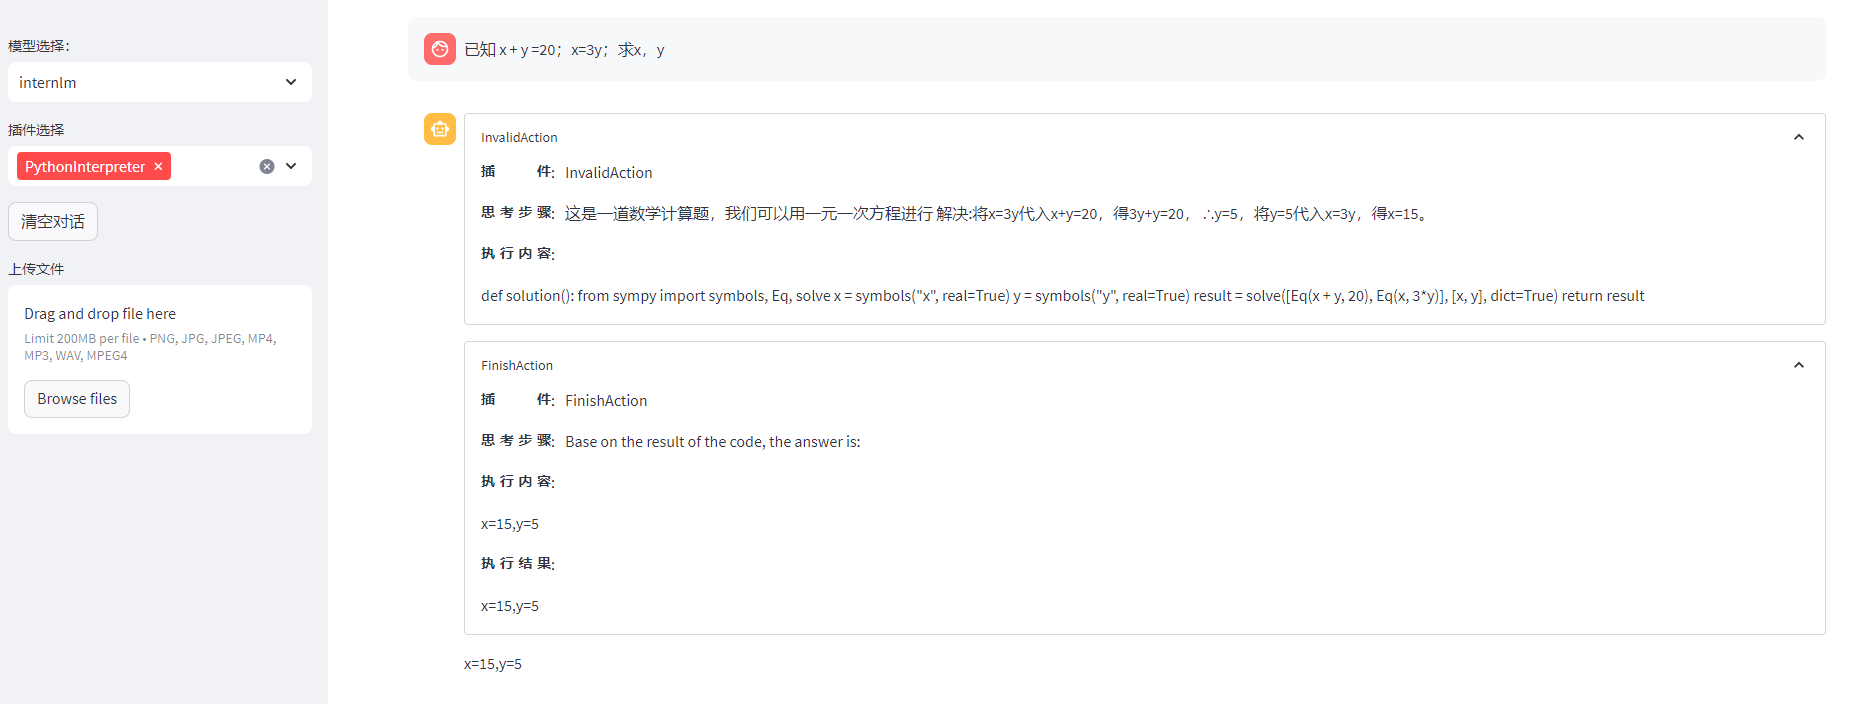 模型选择：
internlm
插件选择
PythonInterpreter ×
清空对话
上传文件
Drag and drop file here
Limit 200MB per file • PNG, JPG, JPEG, MP4,
MP3, WAV, MPEG4
Browse files
已知 x + y =20；x=3y；求x，y
InvalidAction
插 件: InvalidAction
思考步骤: 这是一道数学计算题，我们可以用一元一次方程进行 解决:将x=3y代入x+y=20，得3y+y=20， ∴y=5，将y=5代入x=3y，得x=15。
执行内容:
def solution(): from sympy import symbols, Eq, solve x = symbols("x", real=True) y = symbols("y", real=True) result = solve([Eq(x + y, 20), Eq(x, 3*y)], [x, y], dict=True) return result
FinishAction
插 件: FinishAction
思考步骤: Base on the result of the code, the answer is:
执行内容:
x=15,y=5
执行结果:
x=15,y=5
x=15,y=5